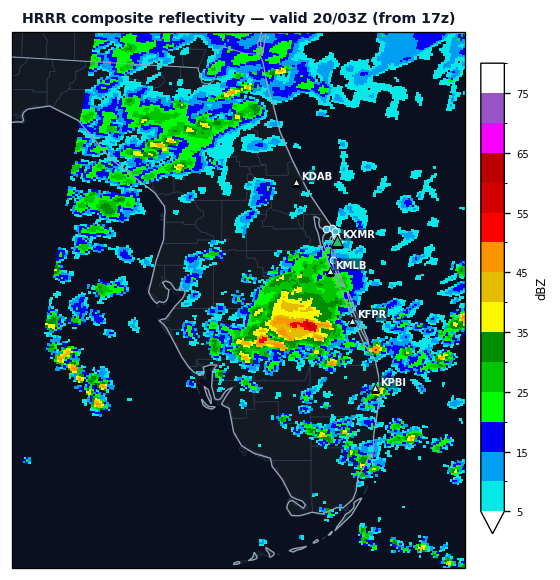 HRRR composite reflectivity — valid 20/03Z (from 17z)
KDAB
KXMR
KMLB
KFPR
KPBI
75
65
55
45
35
25
15
5
dBZ